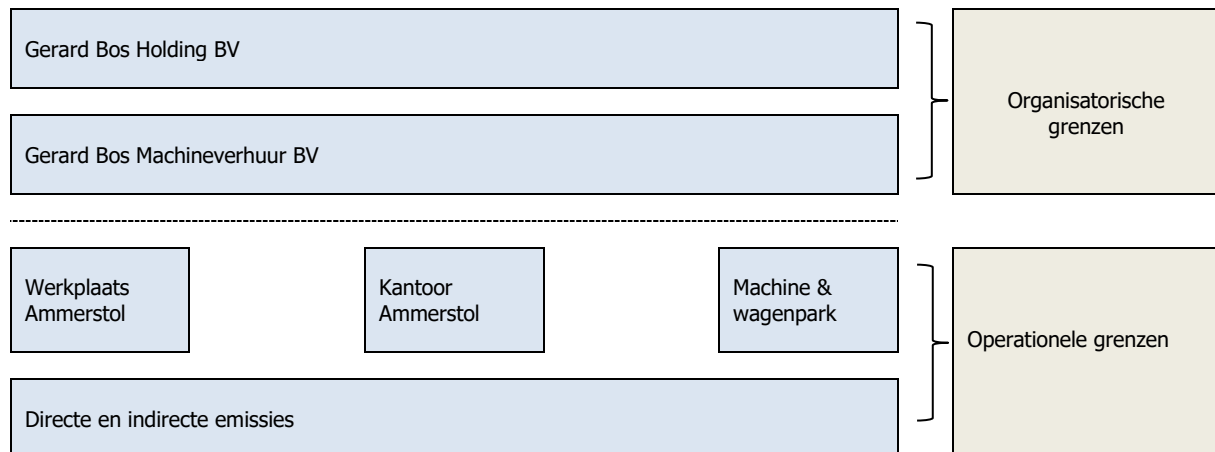 Gerard Bos Holding BV
Organisatorische
grenzen
Gerard Bos Machineverhuur BV
Werkplaats
Ammerstol
Kantoor
Ammerstol
Machine &
wagenpark
Operationele grenzen
Directe en indirecte emissies